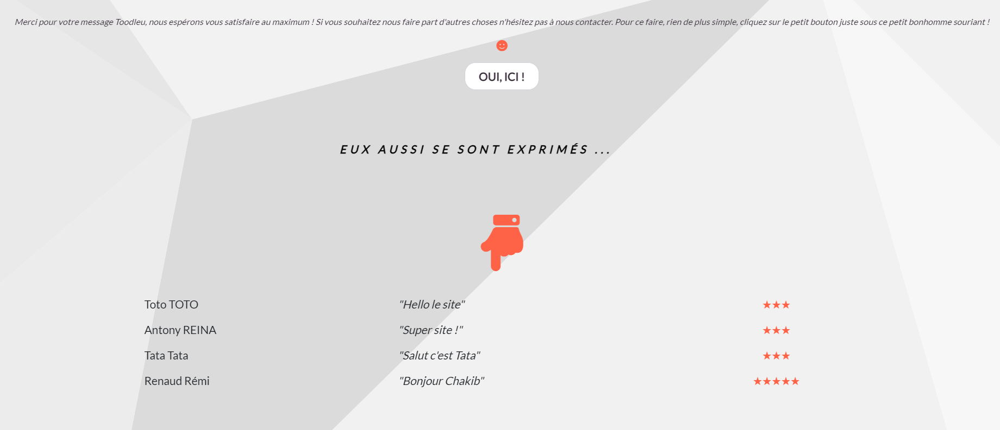 Merci pour votre message Toodleu, nous espérons vous satisfaire au maximum ! Si vous souhaitez nous faire part d'autres choses n'hésitez pas à nous contacter. Pour ce faire, rien de plus simple, cliquez sur le petit bouton juste sous ce petit bonhomme souriant !
OUI, ICI !
EUX AUSSI SE SONT EXPRIMÉS ...
Toto TOTO "Hello le site" ★★★
Antony REINA "Super site !" ★★★
Tata Tata "Salut c'est Tata" ★★★
Renaud Rémi "Bonjour Chakib" ★★★★★